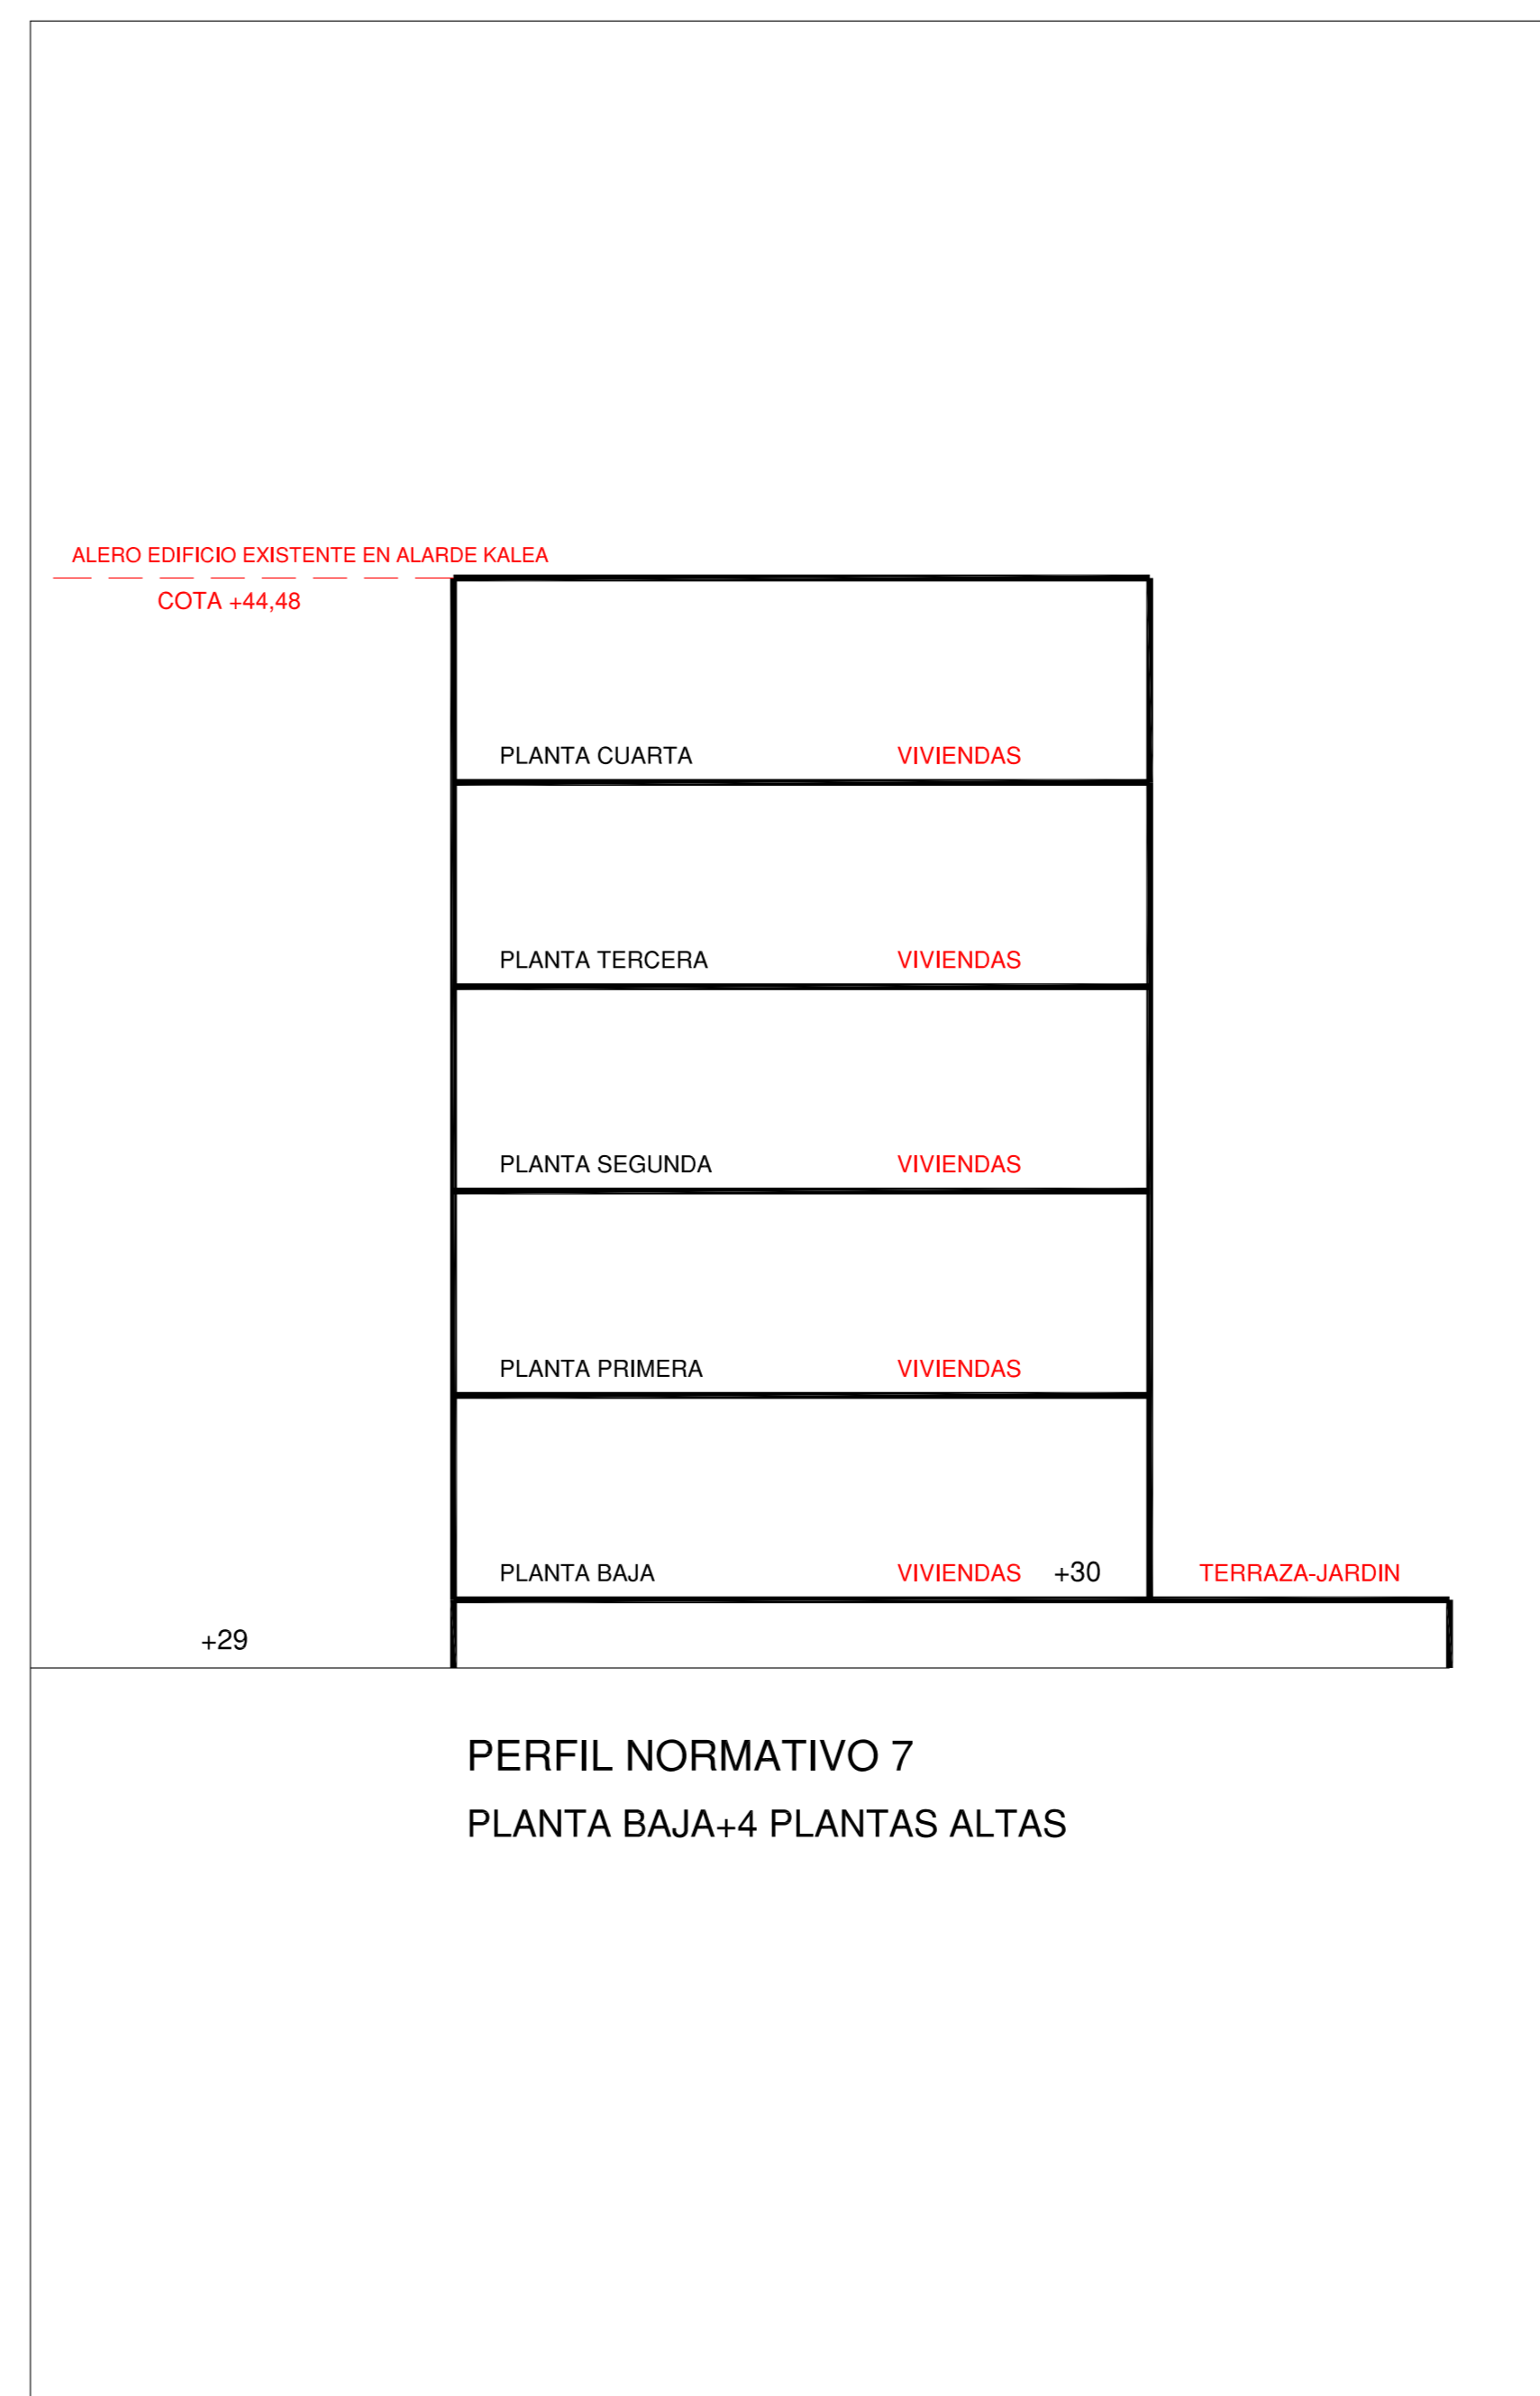 ALERO EDIFICIO EXISTENTE EN ALARDE KALEA
COTA +44,48
PLANTA CUARTA VIVIENDAS
PLANTA TERCERA VIVIENDAS
PLANTA SEGUNDA VIVIENDAS
PLANTA PRIMERA VIVIENDAS
PLANTA BAJA VIVIENDAS +30 TERRAZA-JARDIN
+29
PERFIL NORMATIVO 7
PLANTA BAJA+4 PLANTAS ALTAS